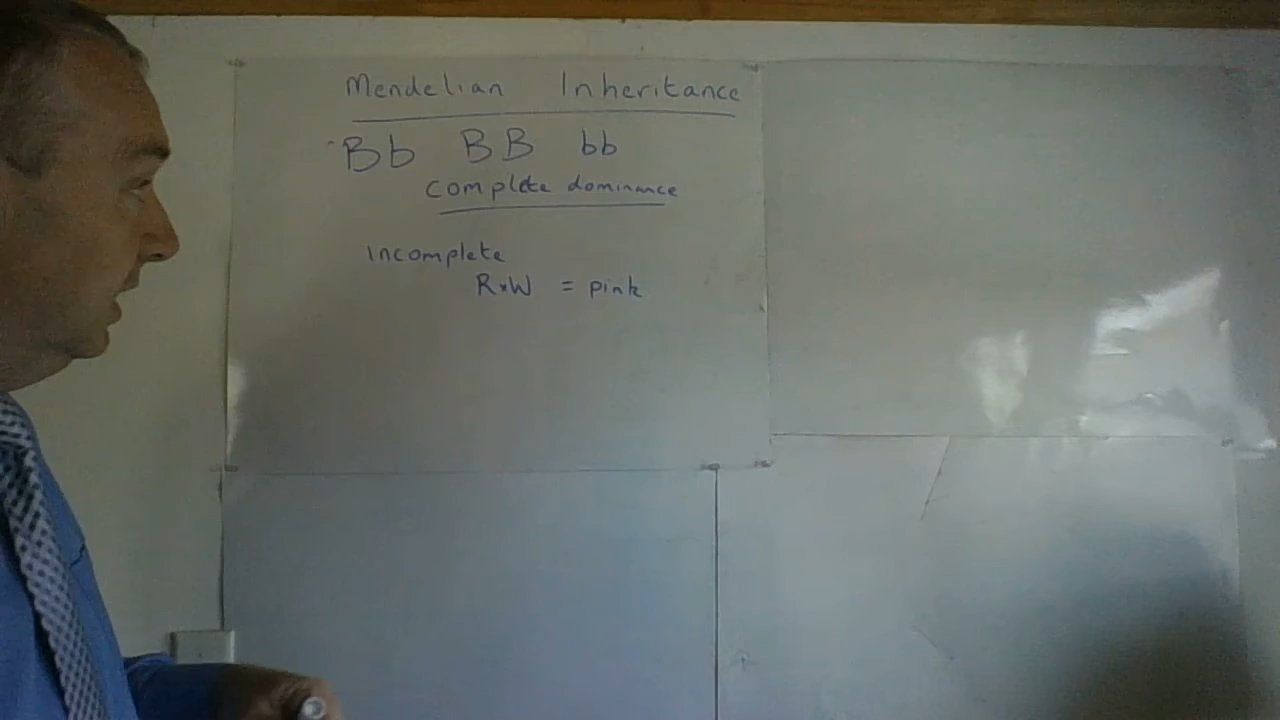 Mendelian Inheritance
Bb BB bb
Complete dominance
Incomplete
R×W = pink